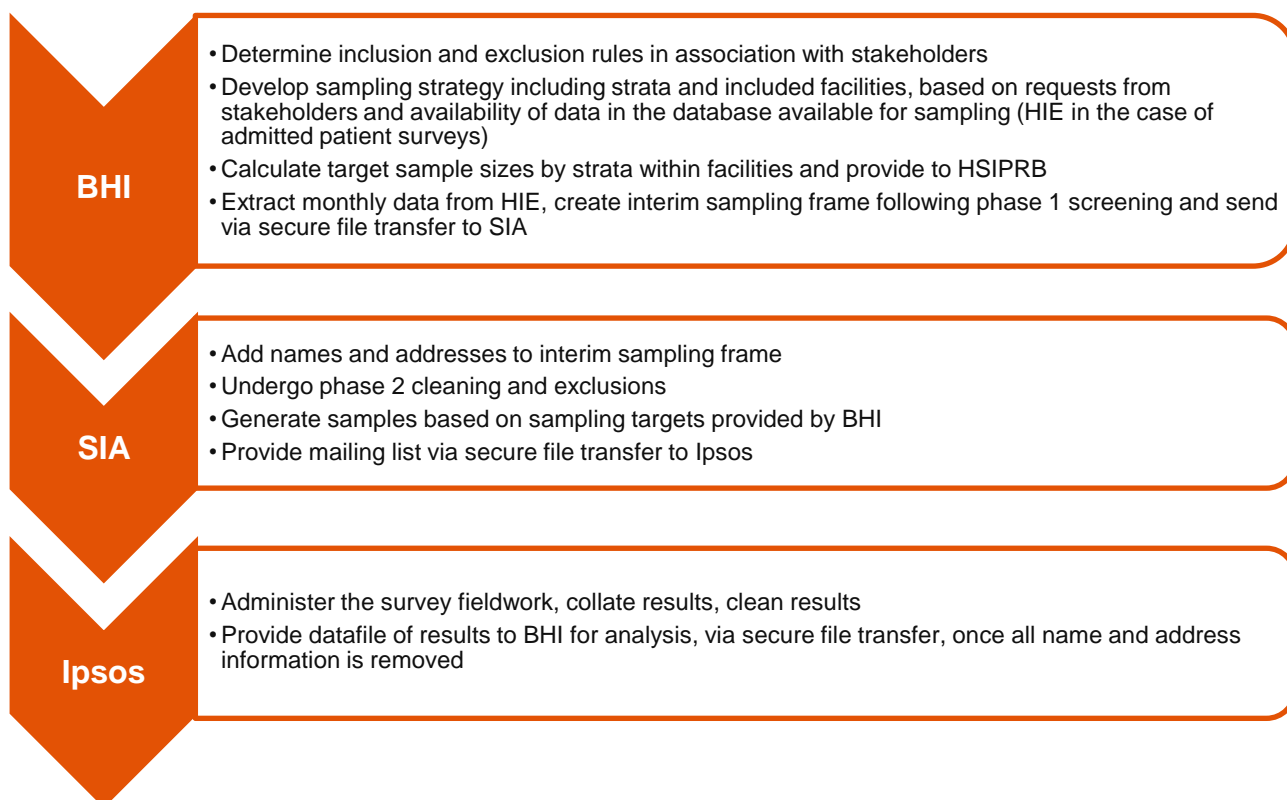 BHI
• Determine inclusion and exclusion rules in association with stakeholders
• Develop sampling strategy including strata and included facilities, based on requests from
stakeholders and availability of data in the database available for sampling (HIE in the case of
admitted patient surveys)
• Calculate target sample sizes by strata within facilities and provide to HSIPRB
• Extract monthly data from HIE, create interim sampling frame following phase 1 screening and send
via secure file transfer to SIA
SIA
• Add names and addresses to interim sampling frame
• Undergo phase 2 cleaning and exclusions
• Generate samples based on sampling targets provided by BHI
• Provide mailing list via secure file transfer to Ipsos
Ipsos
• Administer the survey fieldwork, collate results, clean results
• Provide datafile of results to BHI for analysis, via secure file transfer, once all name and address
information is removed